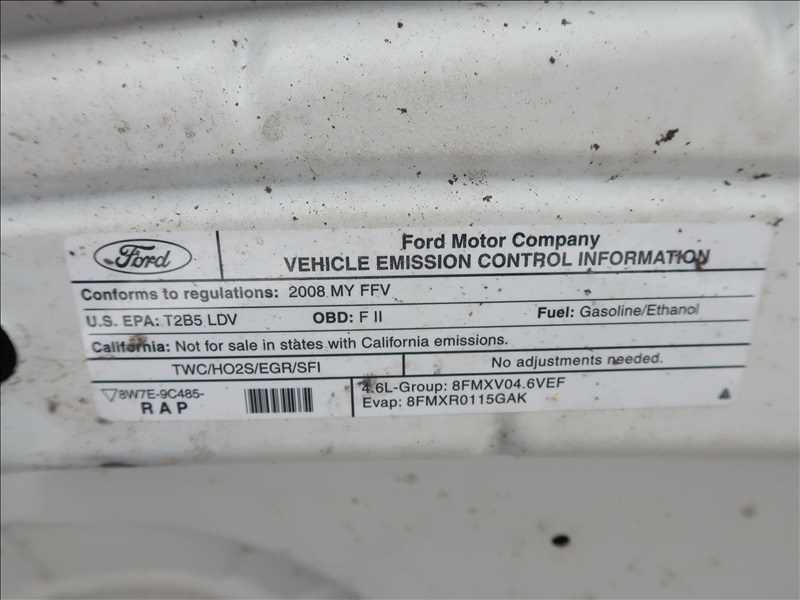 Ford
Ford Motor Company
VEHICLE EMISSION CONTROL INFORMATION
Conforms to regulations: 2008 MY FFV
U.S. EPA: T2B5 LDV OBD: F II Fuel: Gasoline/Ethanol
California: Not for sale in states with California emissions.
TWC/HO2S/EGR/SFI No adjustments needed.
8W7E-9C485-
R A P
4.6L-Group: 8FMXV04.6VEF
Evap: 8FMXR0115GAK